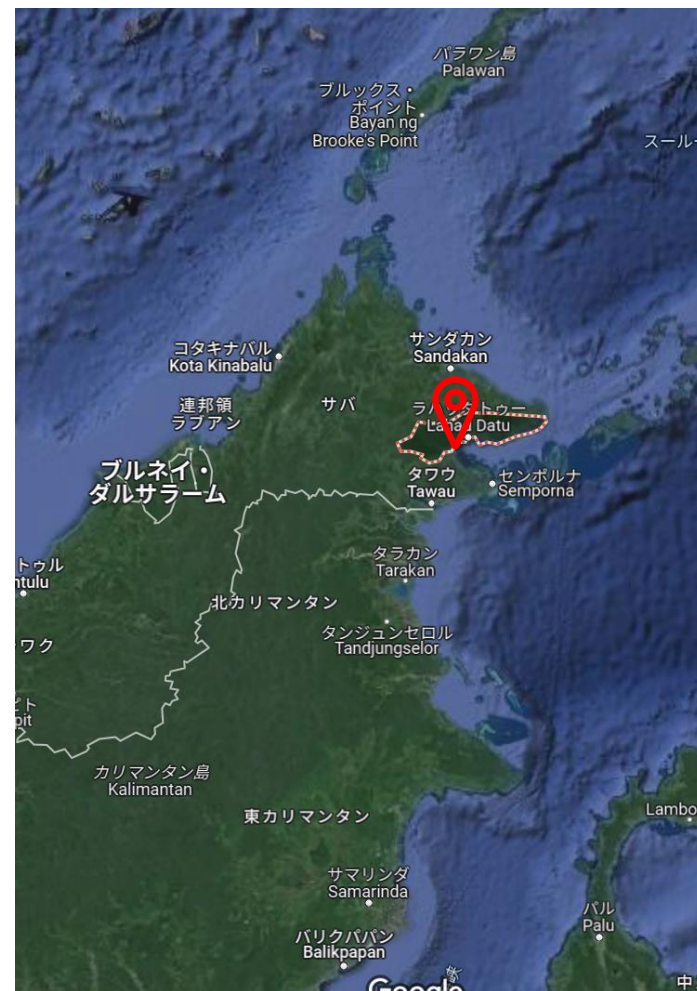 パラワン島
Palawan
ブルックス・
ポイント
Bayan ng
Brooke's Point
スール
サンダカン
Sandakan
コタキナバル
Kota Kinabalu
連邦領
ラブアン
サバ
Datu
ブルネイ・
ダルサラーム
タワウ
Tawau
センポルナ
Semporna
トゥル
ntulu
タラカン
Tarakan
北カリマンタン
ワク
タンジュンセロル
Tandjungselor
ピト
pit
カリマンタン島
Kalimantan
東カリマンタン
Lambo
サマリンダ
Samarinda
パル
Palu
バリクパパン
Balikpapan
Google
中